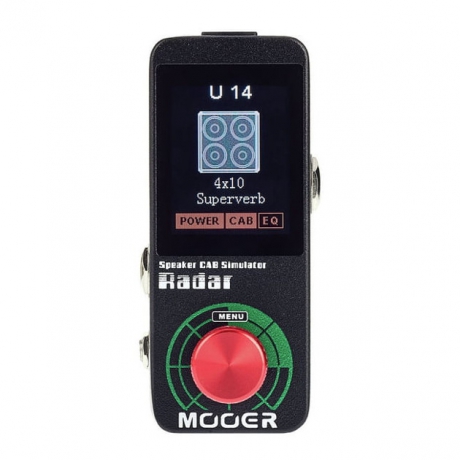 U 14
4x10
Superverb
POWER CAB EQ
Speaker CAB Simulator
Radar
MENU
MOOER